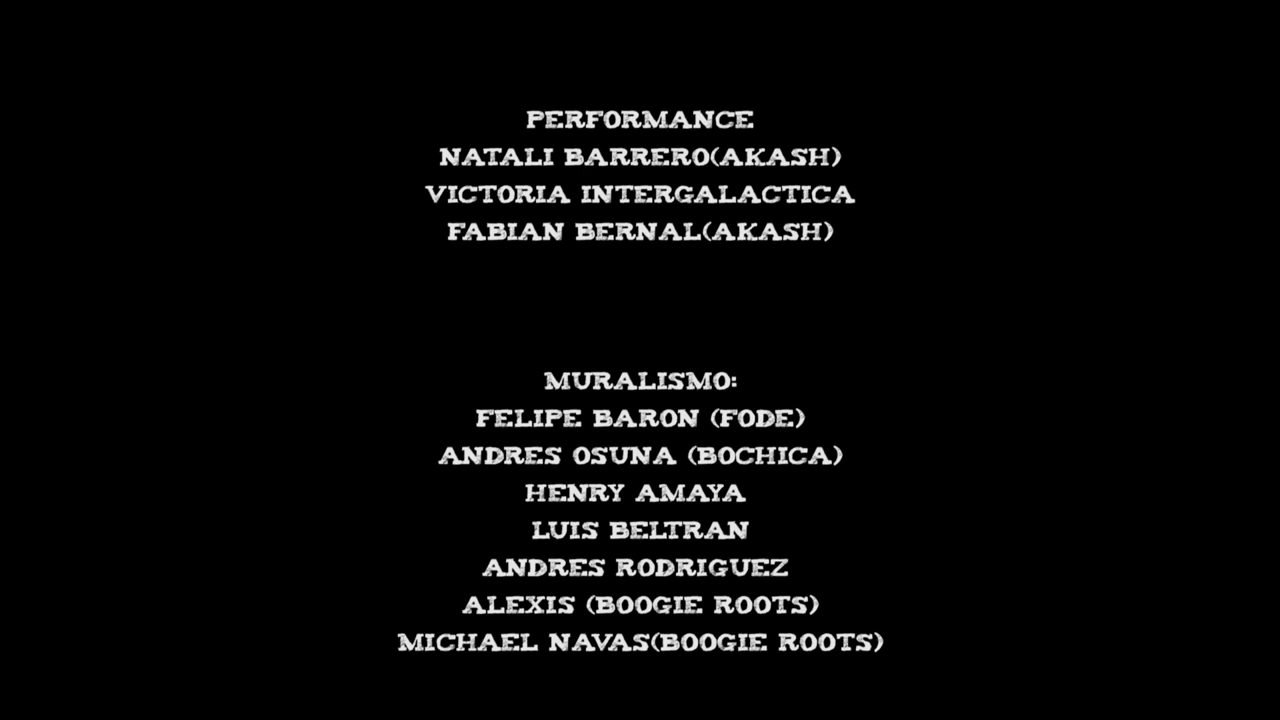 PERFORMANCE
NATALI BARRERO(AKASH)
VICTORIA INTERGALACTICA
FABIAN BERNAL(AKASH)
MURALISMO:
FELIPE BARON (FODE)
ANDRES OSUNA (BOCHICA)
HENRY AMAYA
LUIS BELTRAN
ANDRES RODRIGUEZ
ALEXIS (BOOGIE ROOTS)
MICHAEL NAVAS(BOOGIE ROOTS)